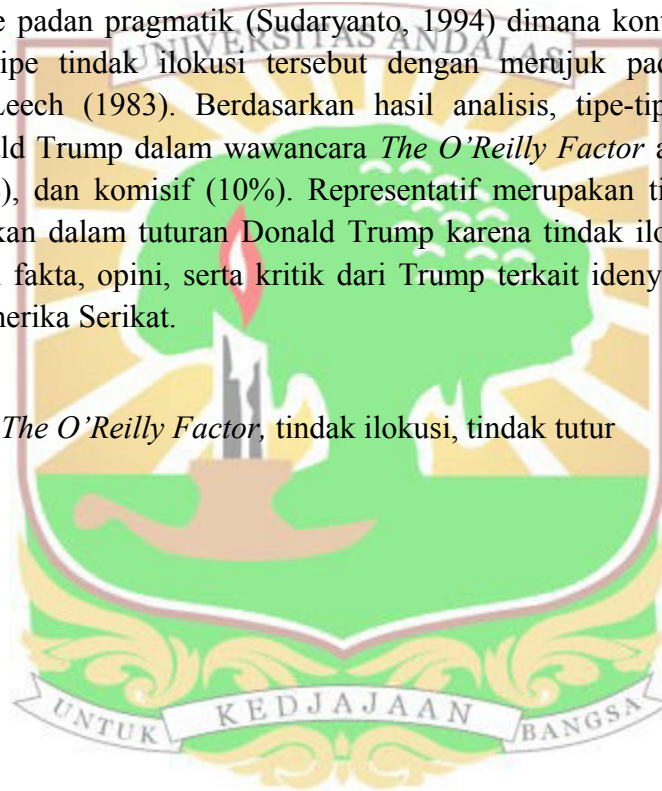 e padan pragmatik (Sudaryanto, 1994) dimana kon
UNIVERSITAS ANDALAS
ipe tindak ilokusi tersebut dengan merujuk pad
Leech (1983). Berdasarkan hasil analisis, tipe-tip
ld Trump dalam wawancara The O’Reilly Factor a
), dan komisif (10%). Representatif merupakan ti
kan dalam tuturan Donald Trump karena tindak ilo
fakta, opini, serta kritik dari Trump terkait ideny
nerika Serikat.
The O’Reilly Factor, tindak ilokusi, tindak tutur
UNTUK KEDJAJAAN BANGSA